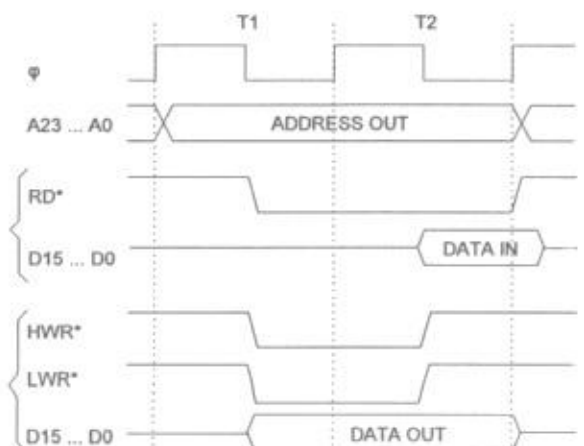 T1 T2
φ
A23 ... A0 ADDRESS OUT
RD*
D15 ... D0 DATA IN
HWR*
LWR*
D15 ... D0 DATA OUT